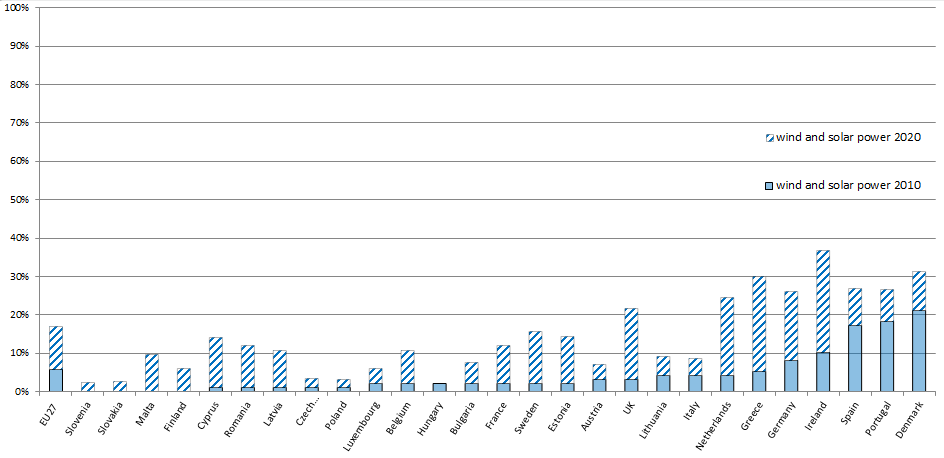 100%
90%
80%
70%
60%
50%
40%
30%
20%
10%
0%
wind and solar power 2020
wind and solar power 2010
EU 27
Slovenia
Slovakia
Malta
Finland
Cyprus
Romania
Latvia
Czech...
Poland
Luxembourg
Belgium
Hungary
Bulgaria
France
Sweden
Estonia
Austria
UK
Lithuania
Italy
Netherlands
Greece
Germany
Ireland
Spain
Portugal
Denmark